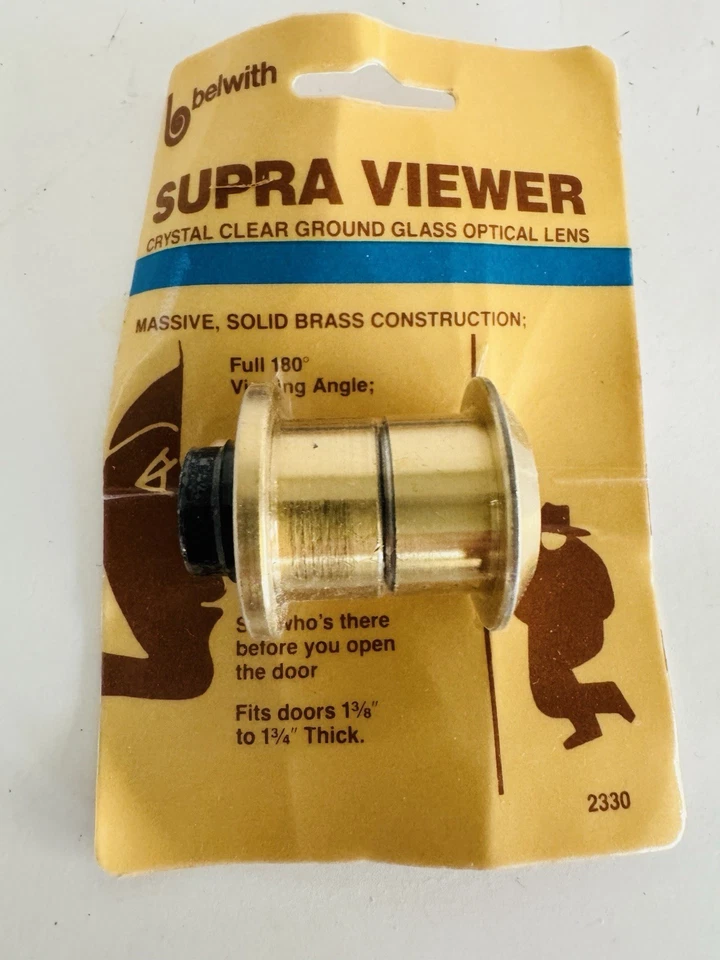 belwith
SUPRA VIEWER
CRYSTAL CLEAR GROUND GLASS OPTICAL LENS
MASSIVE, SOLID BRASS CONSTRUCTION;
Full 180°
Viewing Angle;
who's there
before you open
the door
Fits doors 1⅜"
to 1¾" Thick.
2330